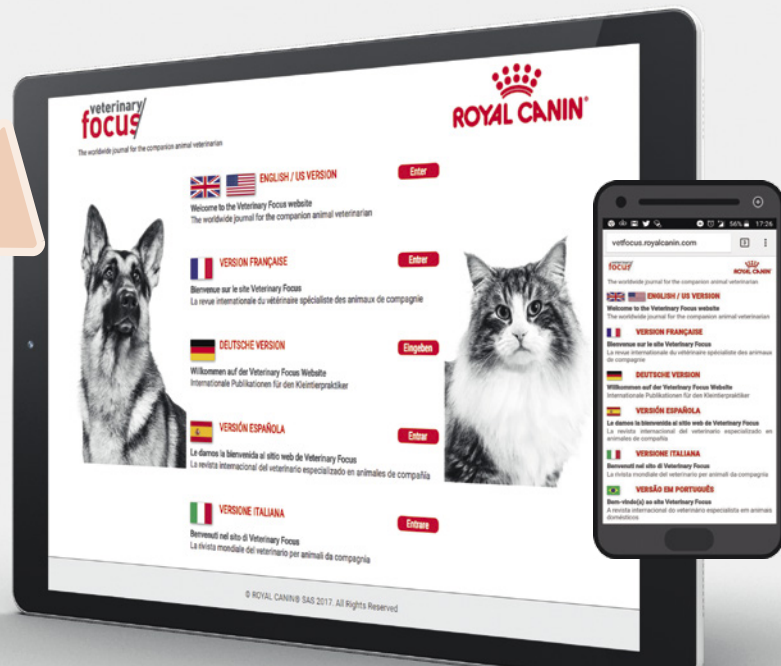 veterinary/
focus
The worldwide journal for the companion animal veterinarian
ROYAL CANIN®
ENGLISH / US VERSION
Enter
Welcome to the Veterinary Focus website
The worldwide journal for the companion animal veterinarian
VERSION FRANÇAISE
Entrer
Bienvenue sur le site Veterinary Focus
La revue internationale du vétérinaire spécialiste des animaux de compagnie
DEUTSCHE VERSION
Eingeben
Willkommen auf der Veterinary Focus Website
Internationale Publikationen für den Kleintierpraktiker
VERSIÓN ESPAÑOLA
Entrar
Le damos la bienvenida al sitio web de Veterinary Focus
La revista internacional del veterinario especializado en animales de compañía
VERSIONE ITALIANA
Entrare
Benvenuti nel sito di Veterinary Focus
La rivista mondiale del veterinario per animali da compagnia
© ROYAL CANIN® SAS 2017. All Rights Reserved
56% 17:26
vetfocus.royalcanin.com
focus
ROYAL CANIN
The worldwide journal for the companion animal veterinarian
ENGLISH / US VERSION
Welcome to the Veterinary Focus website
The worldwide journal for the companion animal veterinarian
VERSION FRANÇAISE
Bienvenue sur le site Veterinary Focus
La revue internationale du vétérinaire spécialiste des animaux
de compagnie
DEUTSCHE VERSION
Willkommen auf der Veterinary Focus Website
Internationale Publikationen für den Kleintierpraktiker
VERSIÓN ESPAÑOLA
Le damos la bienvenida al sitio web de Veterinary Focus
La revista internacional del veterinario especializado en
animales de compañía
VERSIONE ITALIANA
Benvenuti nel sito di Veterinary Focus
La rivista mondiale del veterinario per animali da compagnia
VERSÃO EM PORTUGUÊS
Bem-vindo(s) ao site Veterinary Focus
A revista internacional do veterinário especialista em animais
domésticos